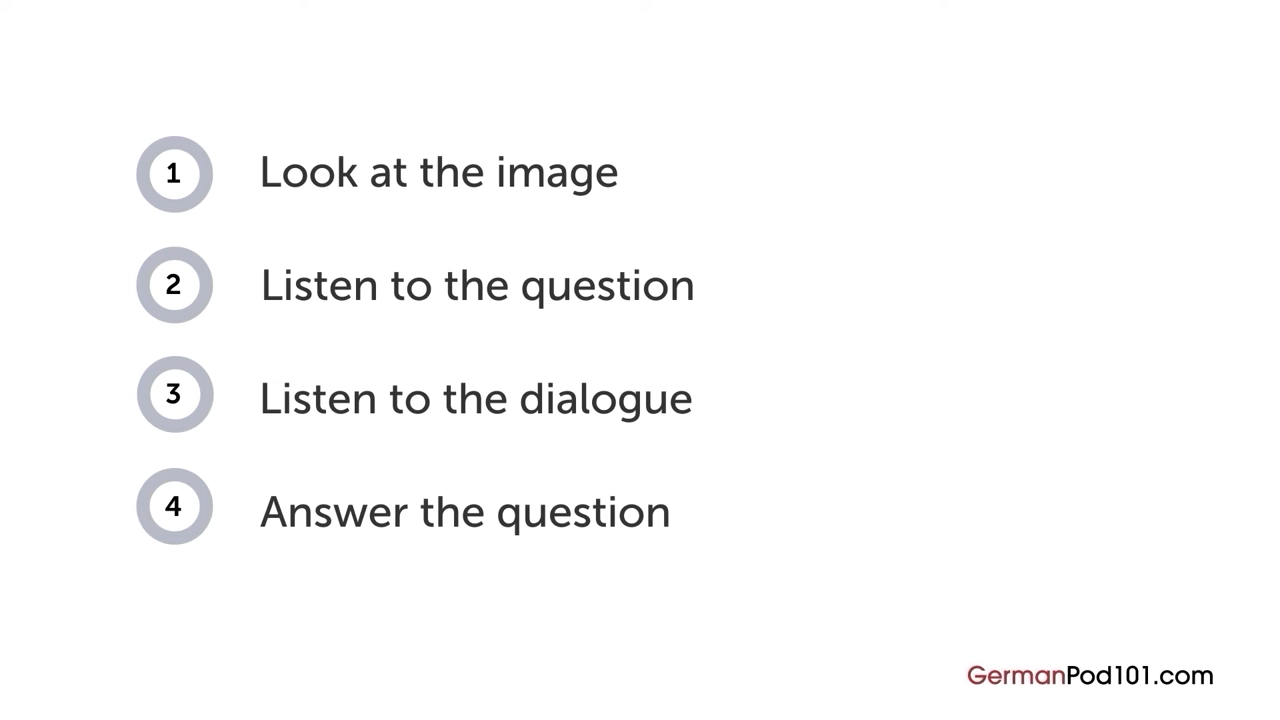 1 Look at the image
2 Listen to the question
3 Listen to the dialogue
4 Answer the question
GermanPod101.com